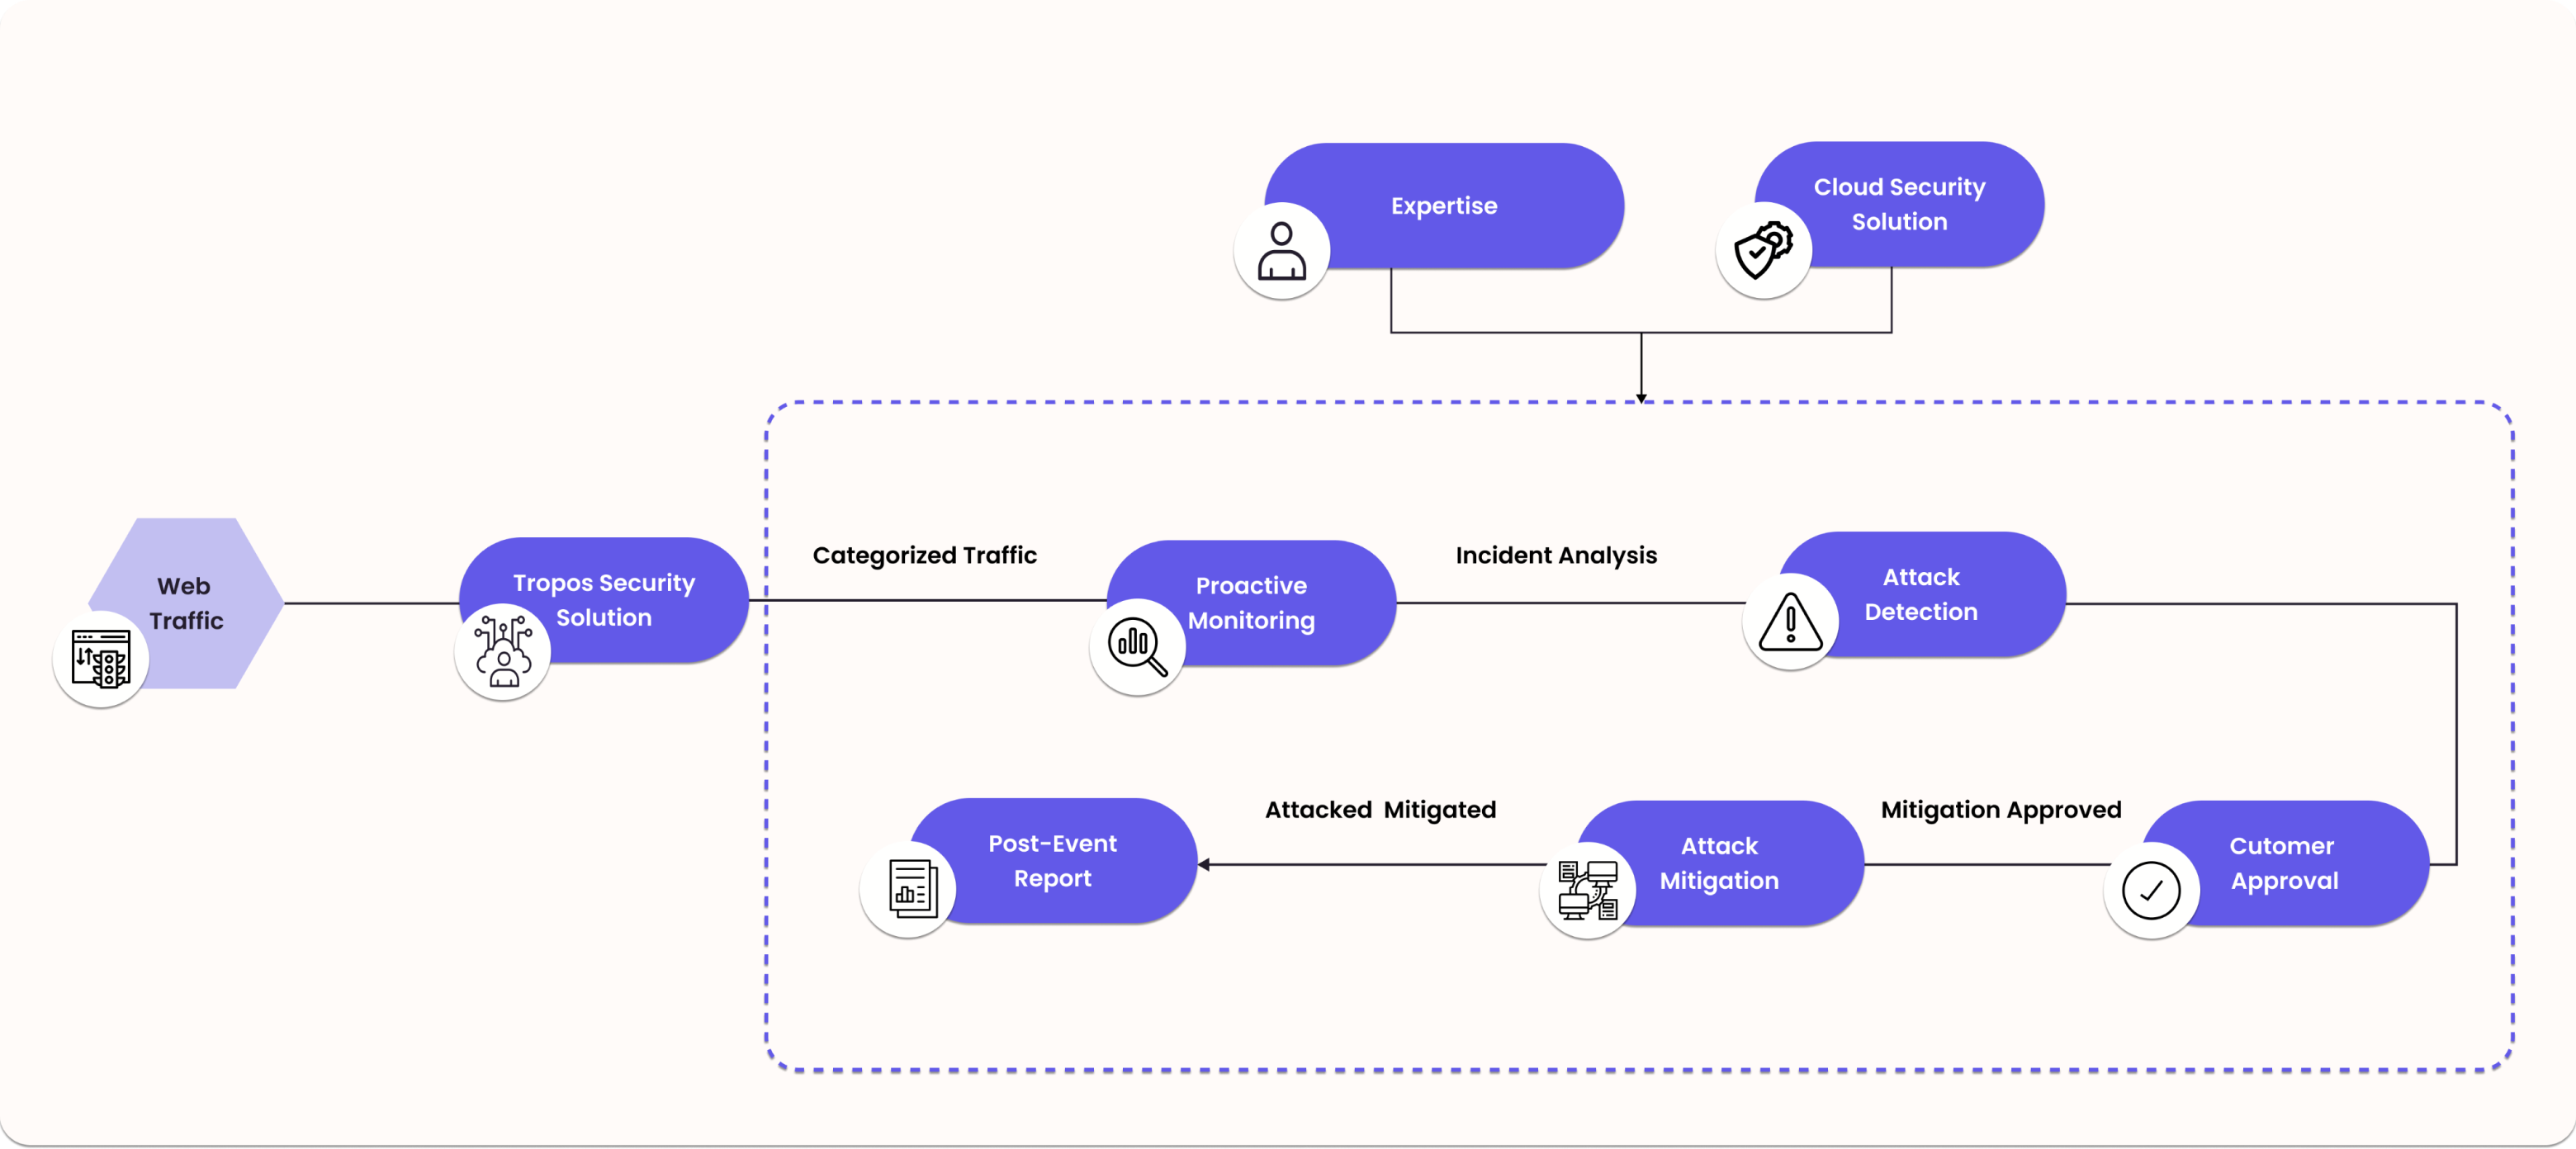 Expertise
Cloud Security
Solution
Web
Traffic
Tropos Security
Solution
Categorized Traffic
Proactive
Monitoring
Incident Analysis
Attack
Detection
Post-Event
Report
Attacked Mitigated
Attack
Mitigation
Mitigation Approved
Cutomer
Approval